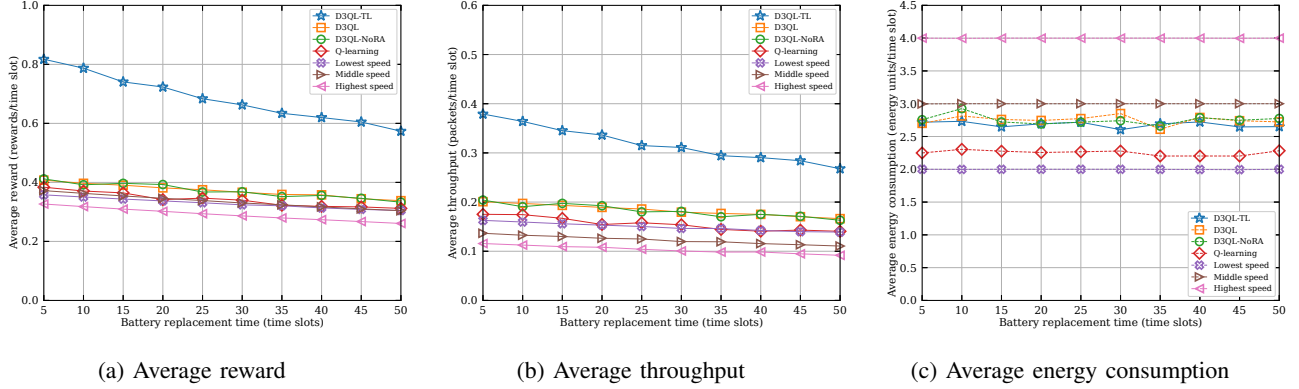 1.0
0.8
0.6
0.4
0.2
0.0
Average reward (rewards/time slot)
D3QL-TL
D3QL
D3QL-NoRA
Q-learning
Lowest speed
Middle speed
Highest speed
5 10 15 20 25 30 35 40 45 50
Battery replacement time (time slots)
(a) Average reward
0.6
0.5
0.4
0.3
0.2
0.1
0.0
Average throughput (packets/time slot)
D3QL-TL
D3QL
D3QL-NoRA
Q-learning
Lowest speed
Middle speed
Highest speed
5 10 15 20 25 30 35 40 45 50
Battery replacement time (time slots)
(b) Average throughput
4.5
4.0
3.5
3.0
2.5
2.0
1.5
1.0
0.5
0.0
Average energy consumption (energy units/time slot)
D3QL-TL
D3QL
D3QL-NoRA
Q-learning
Lowest speed
Middle speed
Highest speed
5 10 15 20 25 30 35 40 45 50
Battery replacement time (time slots)
(c) Average energy consumption